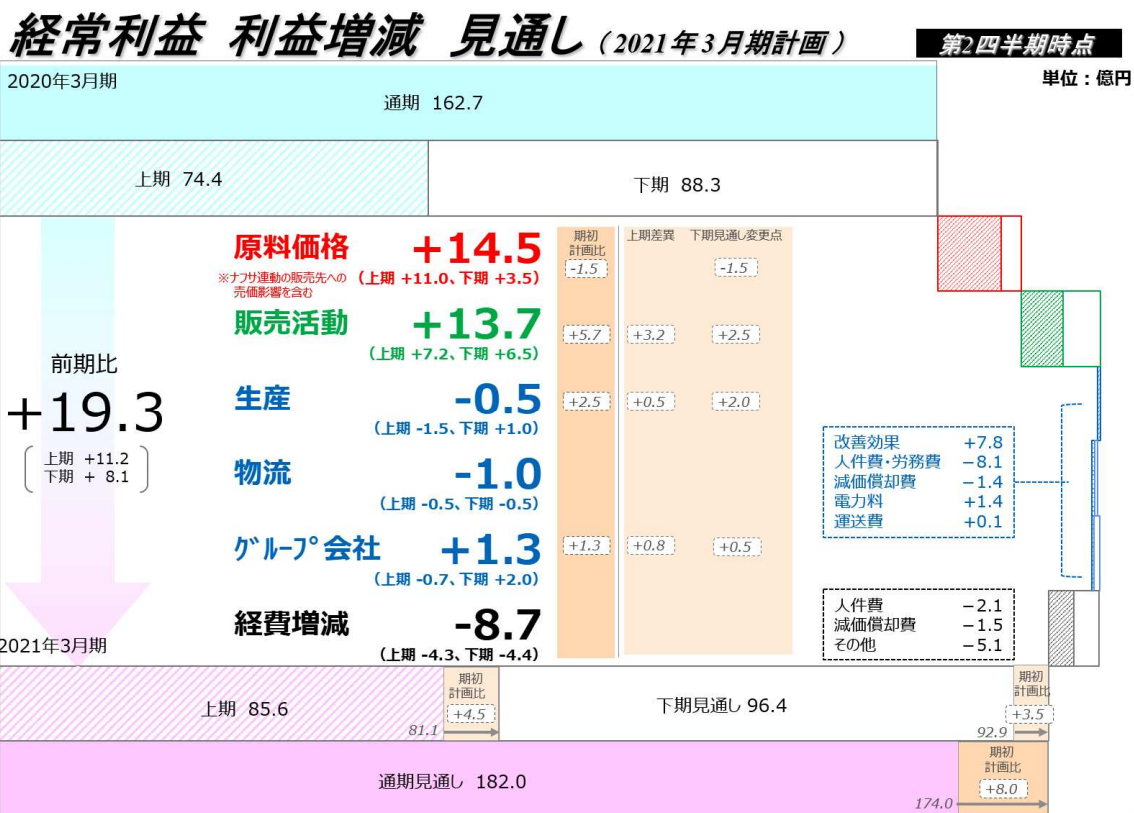 経常利益 利益増減 見通し（2021年3月期計画）
第2四半期時点
単位：億円
2020年3月期
通期 162.7
上期 74.4
下期 88.3
原料価格 +14.5
※ナフサ連動の販売先への
売価影響を含む
（上期 +11.0、下期 +3.5）
販売活動 +13.7
（上期 +7.2、下期 +6.5）
生産 -0.5
（上期 -1.5、下期 +1.0）
物流 -1.0
（上期 -0.5、下期 -0.5）
ｸﾞﾙｰﾌﾟ会社 +1.3
（上期 -0.7、下期 +2.0）
経費増減 -8.7
（上期 -4.3、下期 -4.4）
期初
計画比
-1.5
+5.7
+2.5
+1.3
上期差異 下期見通し変更点
-1.5
+3.2 +2.5
+0.5 +2.0
+0.8 +0.5
前期比
+19.3
上期 +11.2
下期 + 8.1
改善効果 +7.8
人件費・労務費 −8.1
減価償却費 −1.4
電力料 +1.4
運送費 +0.1
人件費 −2.1
減価償却費 −1.5
その他 −5.1
2021年3月期
上期 85.6
期初
計画比
+4.5
81.1
下期見通し 96.4
期初
計画比
+3.5
92.9
通期見通し 182.0
期初
計画比
+8.0
174.0